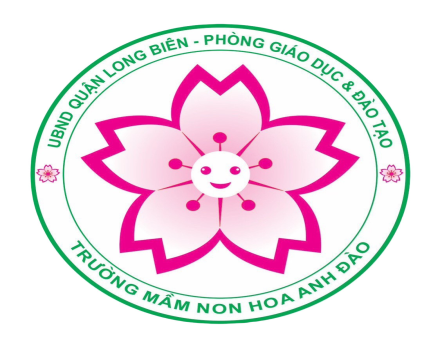 UBND QUẬN LONG BIÊN - PHÒNG GIÁO DỤC & ĐÀO TẠO
TRƯỜNG MẦM NON HOA ANH ĐÀO